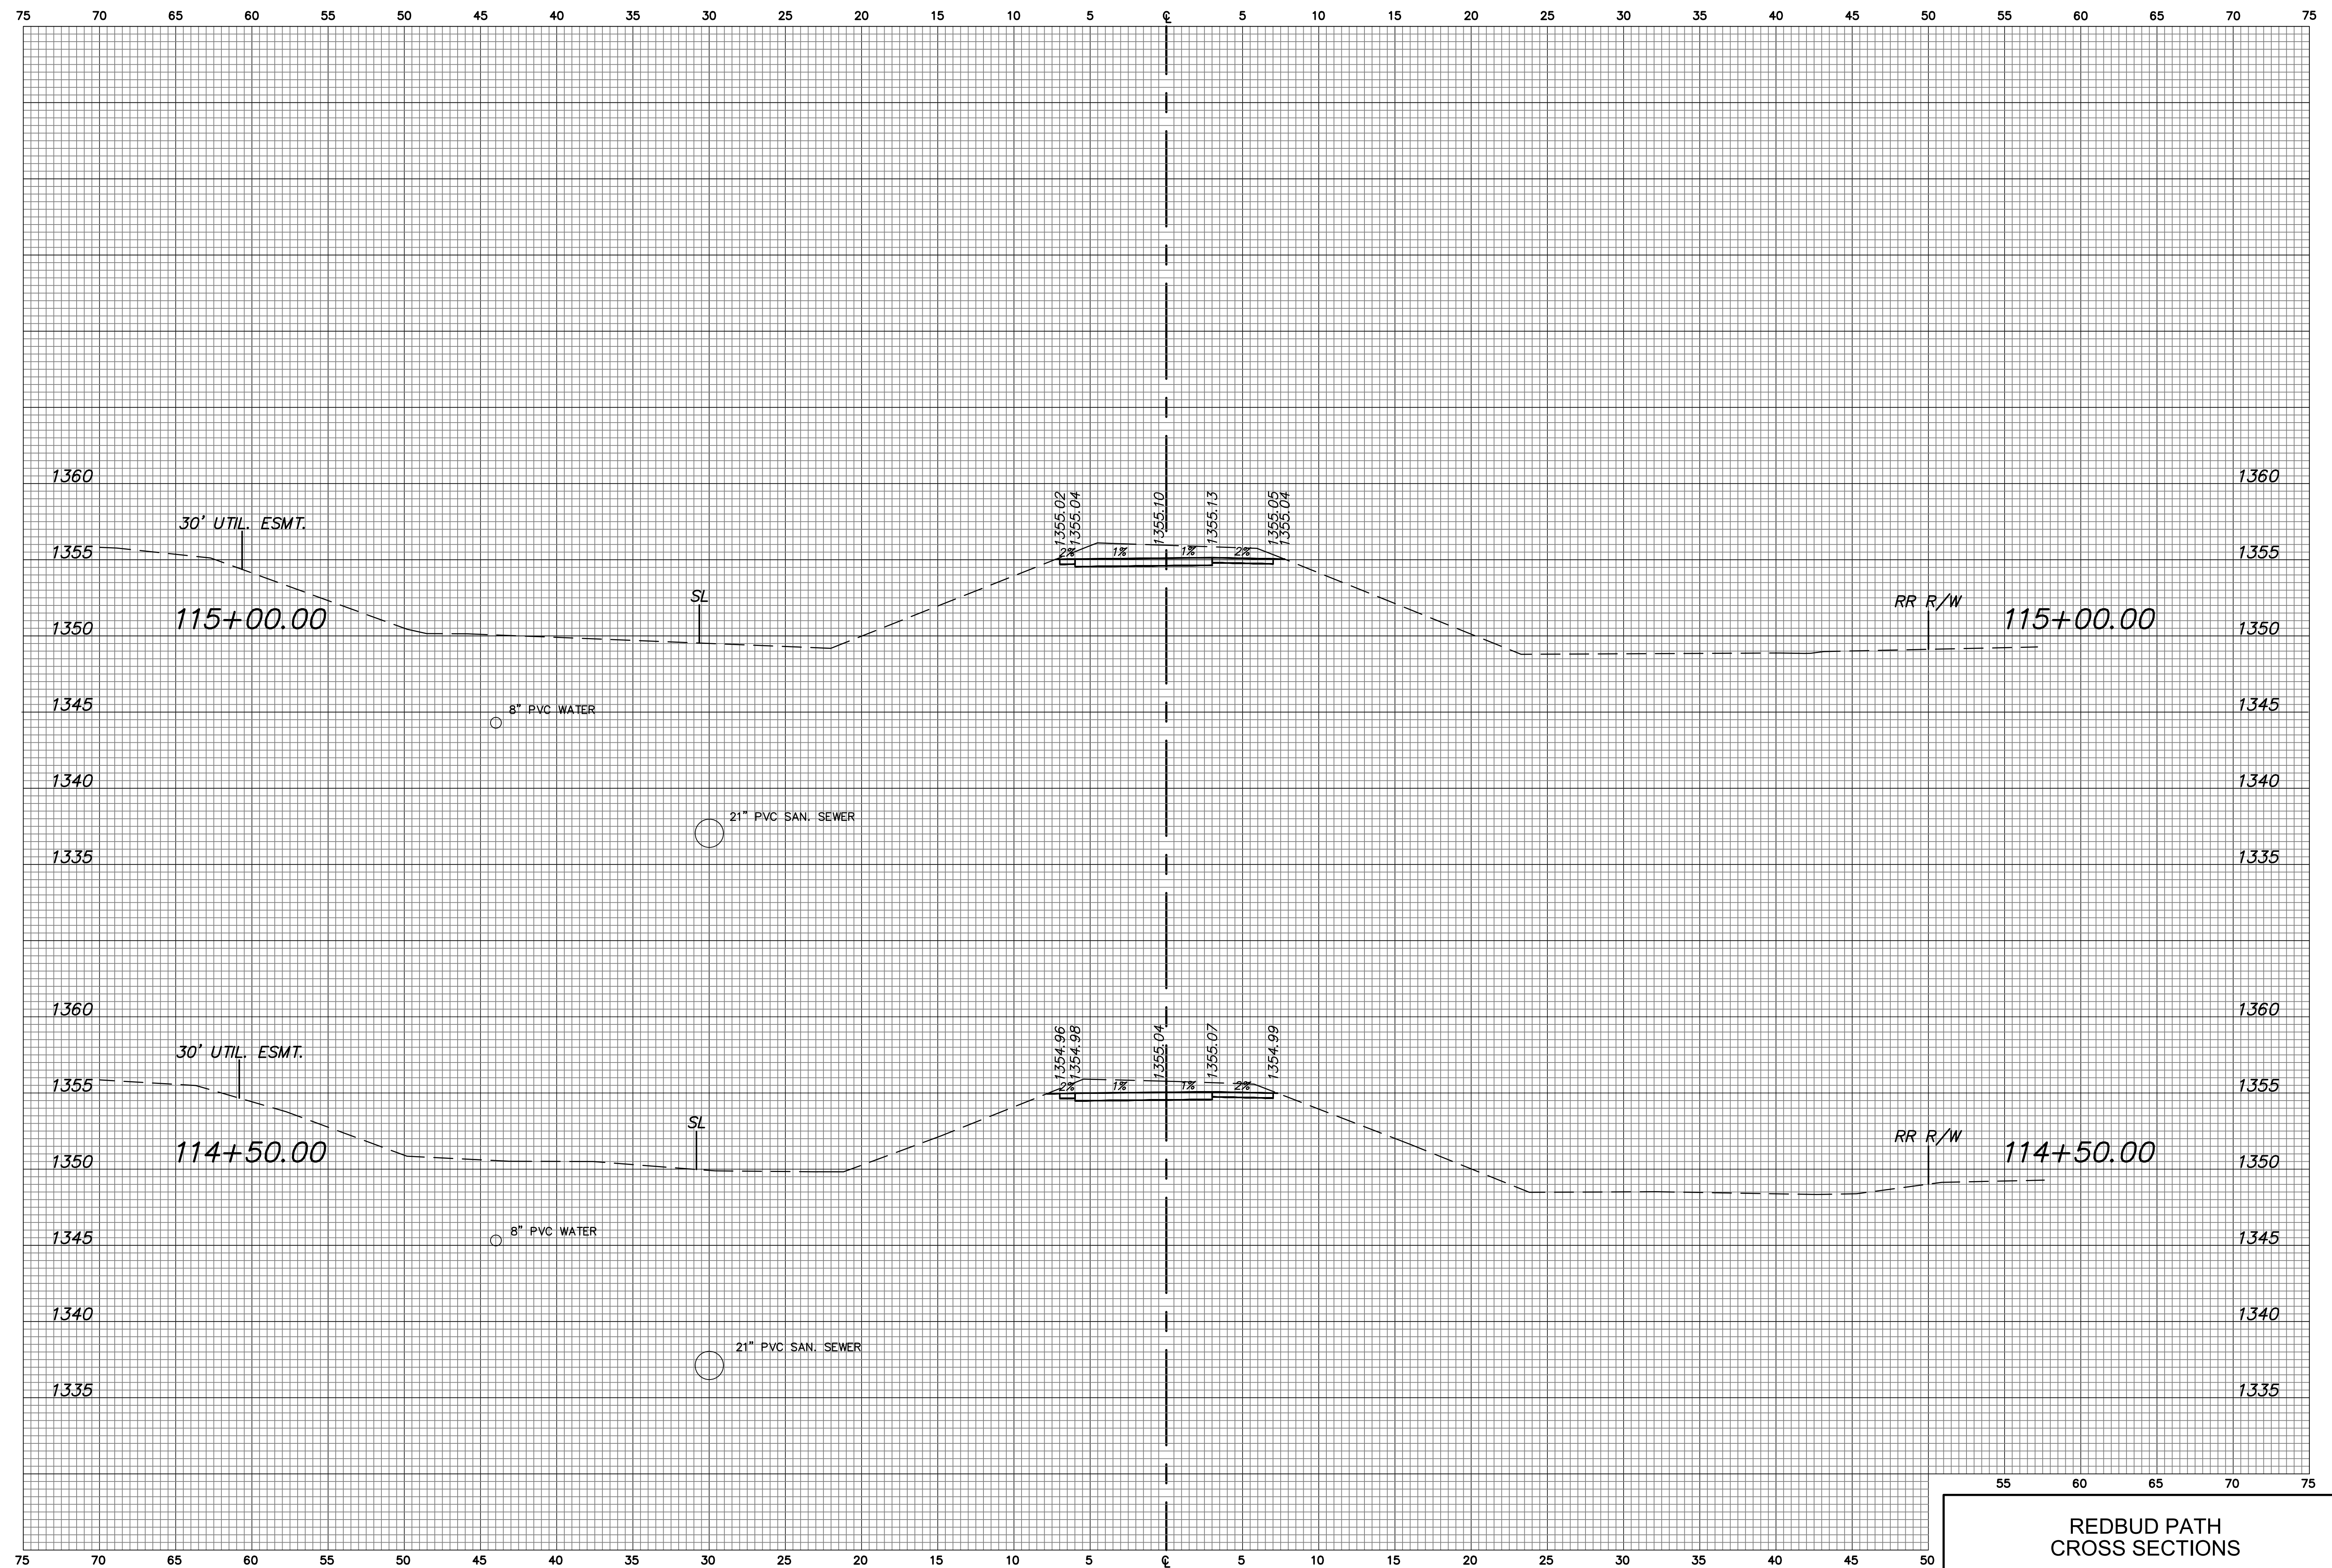 75 70 65 60 55 50 45 40 35 30 25 20 15 10 5 ℄ 5 10 15 20 25 30 35 40 45 50 55 60 65 70 75
1360 1360
1355.02 1355.04 1355.10 1355.13 1355.05 1355.04
30' UTIL. ESMT.
1355 2% 1% 1% 2% 1355
SL RR R/W
115+00.00 115+00.00
1350 1350
1345 8" PVC WATER 1345
1340 1340
21" PVC SAN. SEWER
1335 1335
1360 1360
1354.96 1354.98 1355.04 1355.07 1354.99
30' UTIL. ESMT.
1355 2% 1% 1% 2% 1355
SL RR R/W
114+50.00 114+50.00
1350 1350
8" PVC WATER
1345 1345
1340 1340
21" PVC SAN. SEWER
1335 1335
55 60 65 70 75
REDBUD PATH
CROSS SECTIONS
75 70 65 60 55 50 45 40 35 30 25 20 15 10 5 ℄ 5 10 15 20 25 30 35 40 45 50